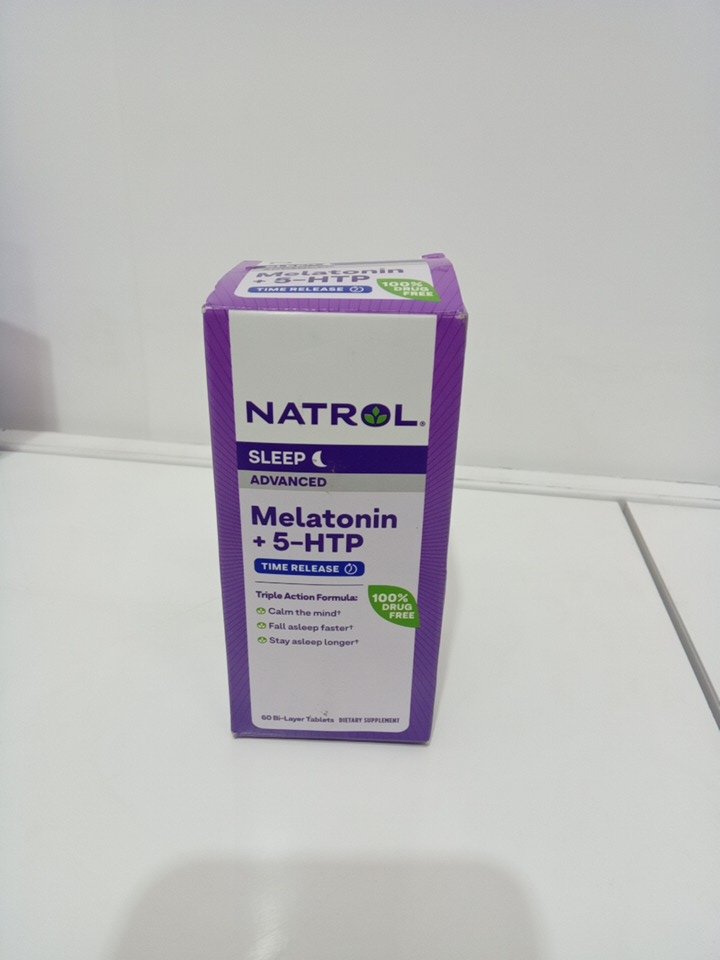 Melatonin
+ 5-HTP
TIME RELEASE
100%
DRUG
FREE
NATROL®
SLEEP
ADVANCED
Melatonin
+ 5-HTP
TIME RELEASE
Triple Action Formula:
Calm the mind†
Fall asleep faster†
Stay asleep longer†
100%
DRUG
FREE
60 Bi-Layer Tablets DIETARY SUPPLEMENT